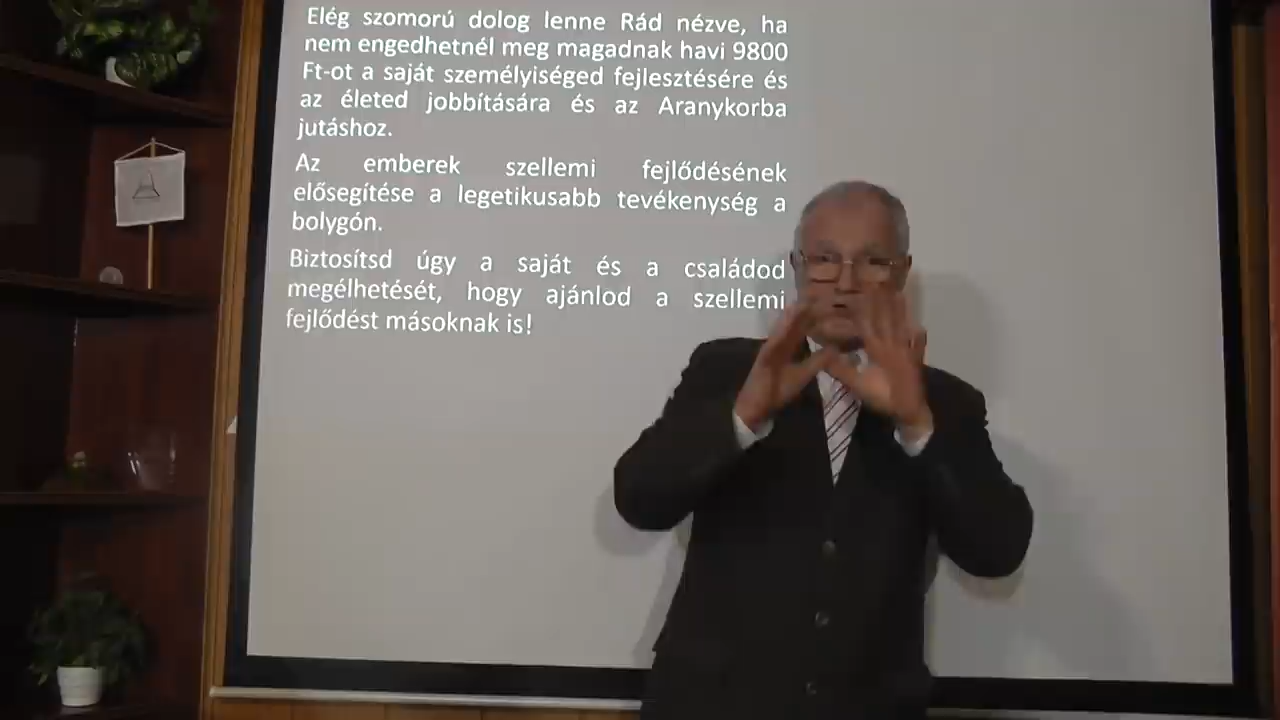 Elég szomorú dolog lenne Rád nézve, ha
nem engedhetnél meg magadnak havi 9800
Ft-ot a saját személyiséged fejlesztésére és
az életed jobbítására és az Aranykorba
jutáshoz.
Az emberek szellemi fejlődésének
elősegítése a legetikusabb tevékenység a
bolygón.
Biztosítsd úgy a saját és a családod
megélhetését, hogy ajánlod a szellemi
fejlődést másoknak is!